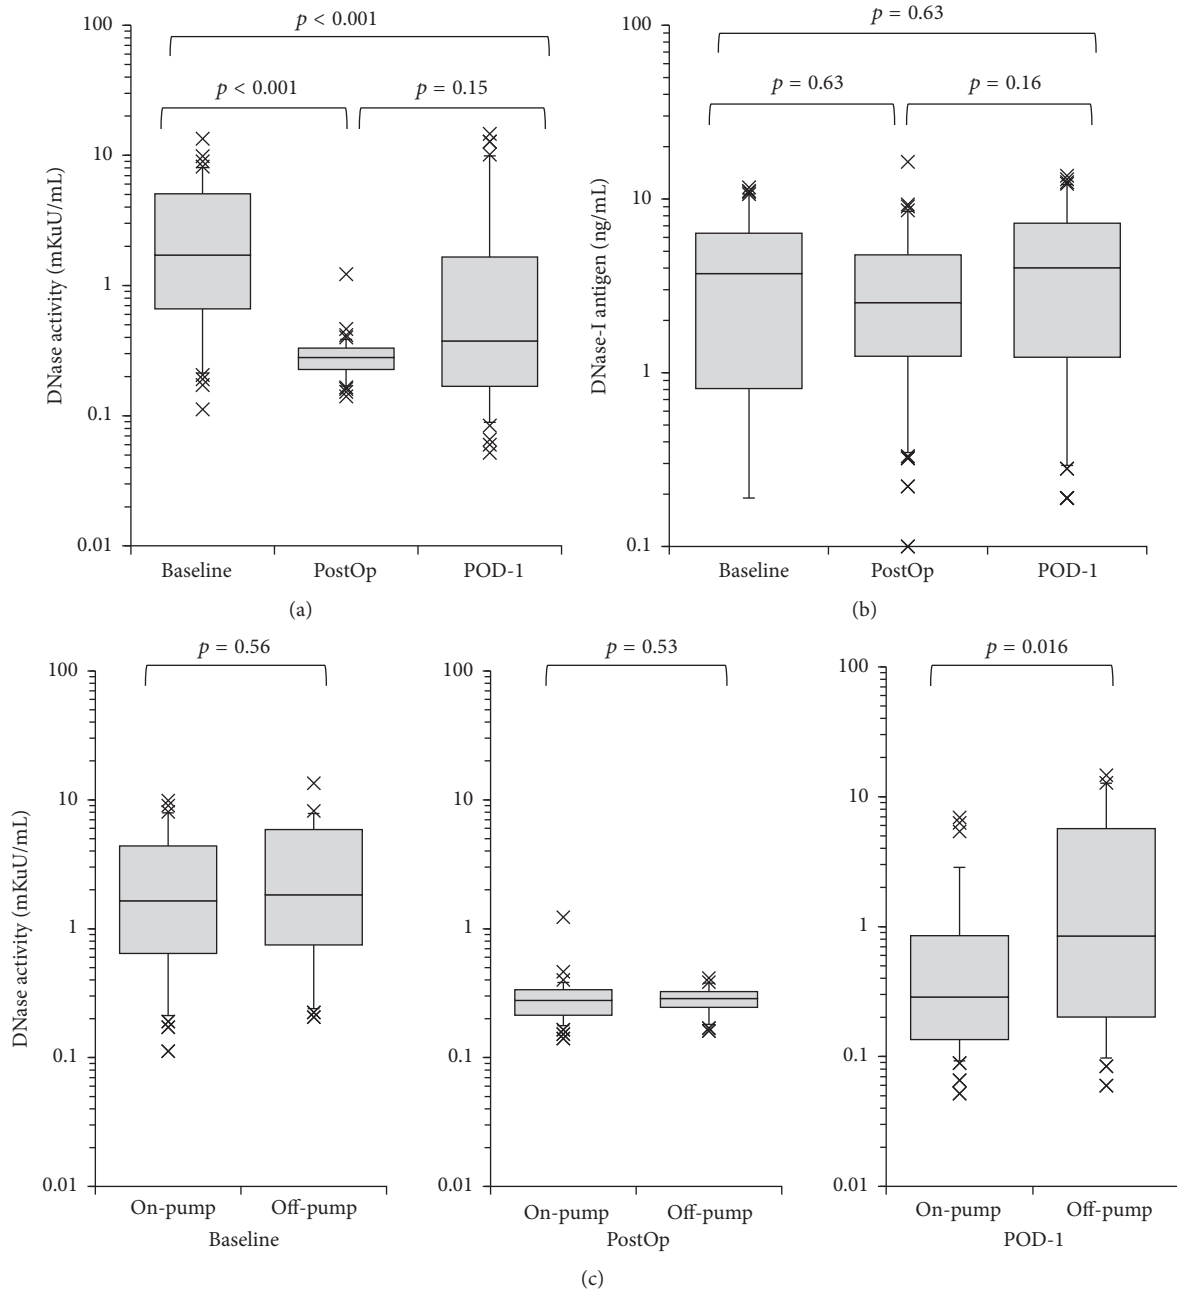 p < 0.001
p < 0.001
p = 0.15
100
10
1
0.1
0.01
DNase activity (mKuU/mL)
Baseline
PostOp
POD-1
(a)
p = 0.63
p = 0.63
p = 0.16
100
10
1
0.1
DNase-I antigen (ng/mL)
Baseline
PostOp
POD-1
(b)
p = 0.56
100
10
1
0.1
0.01
DNase activity (mKuU/mL)
On-pump
Off-pump
Baseline
p = 0.53
100
10
1
0.1
0.01
On-pump
Off-pump
PostOp
p = 0.016
100
10
1
0.1
0.01
On-pump
Off-pump
POD-1
(c)